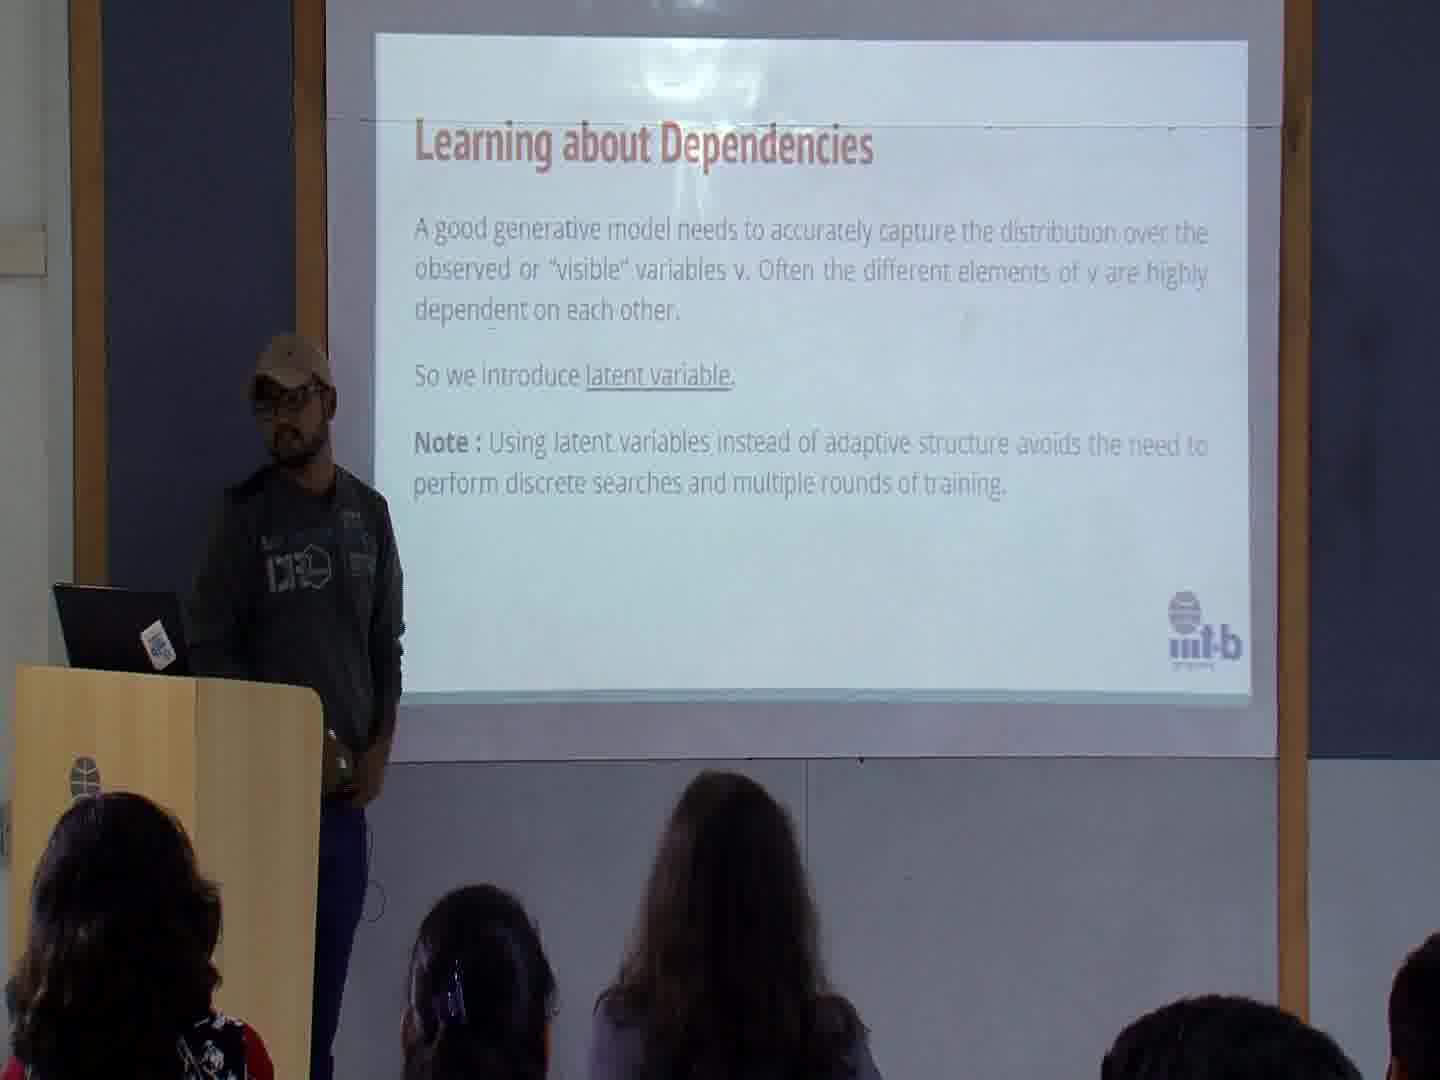 Learning about Dependencies
A good generative model needs to accurately capture the distribution over the
observed or “visible” variables v. Often the different elements of v are highly
dependent on each other.
So we introduce latent variable.
Note : Using latent variables instead of adaptive structure avoids the need to
perform discrete searches and multiple rounds of training.
iiit-b